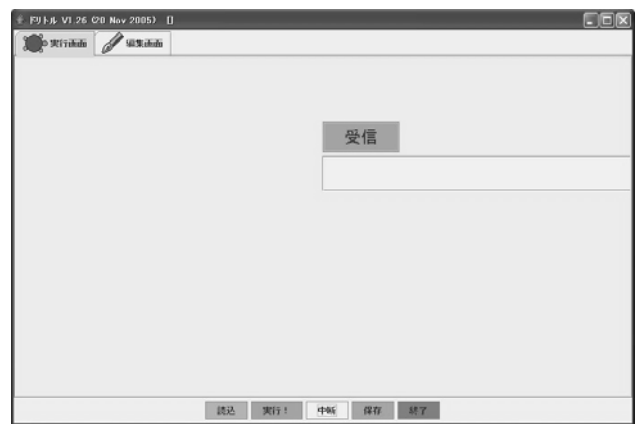 ドリトル V1.26 (20 Nov 2005) []
実行画面 編集画面
受信
読込 実行! 中断 保存 終了